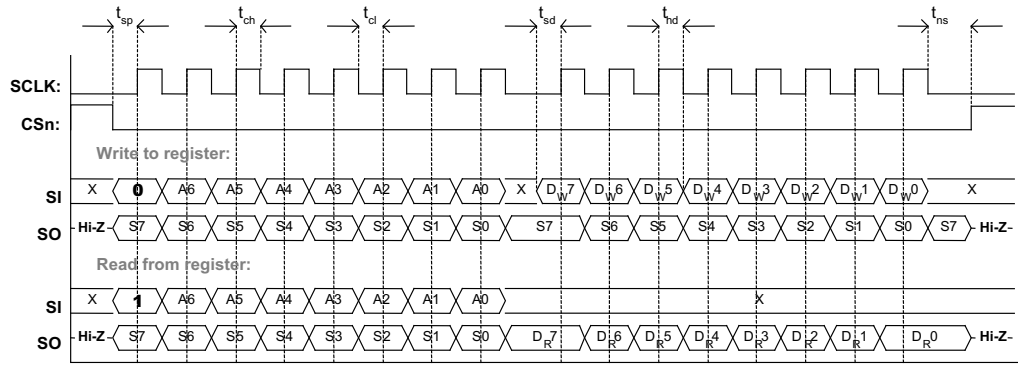 tsp tch tcl tsd thd tns
SCLK:
CSn:
Write to register:
SI X 0 A6 A5 A4 A3 A2 A1 A0 X DW7 DW6 DW5 DW4 DW3 DW2 DW1 DW0 X
SO Hi-Z S7 S6 S5 S4 S3 S2 S1 S0 S7 S6 S5 S4 S3 S2 S1 S0 S7 Hi-Z
Read from register:
SI X 1 A6 A5 A4 A3 A2 A1 A0 X
SO Hi-Z S7 S6 S5 S4 S3 S2 S1 S0 DR7 DR6 DR5 DR4 DR3 DR2 DR1 DR0 Hi-Z